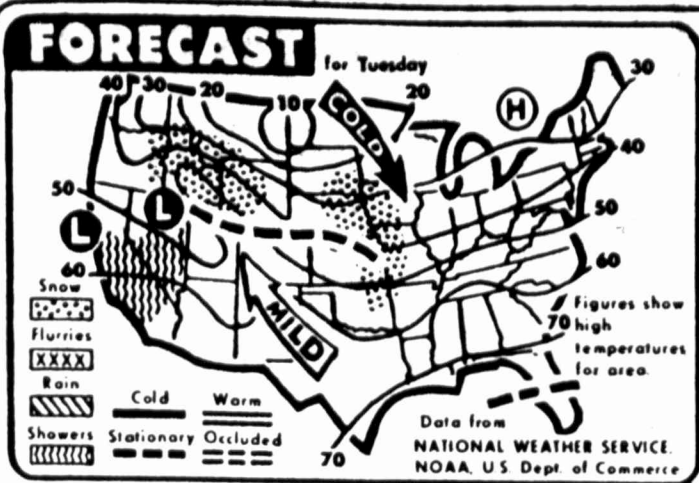 FORECAST
for Tuesday
40 30 20 10 20
COLD
H
30
40
50
L
L
50
60
60
MILD
Snow
Flurries
Rain
Showers
Cold Warm
Stationary Occluded
70
Figures show
70 high
temperatures
for area.
Data from
NATIONAL WEATHER SERVICE,
NOAA, U.S. Dept. of Commerce